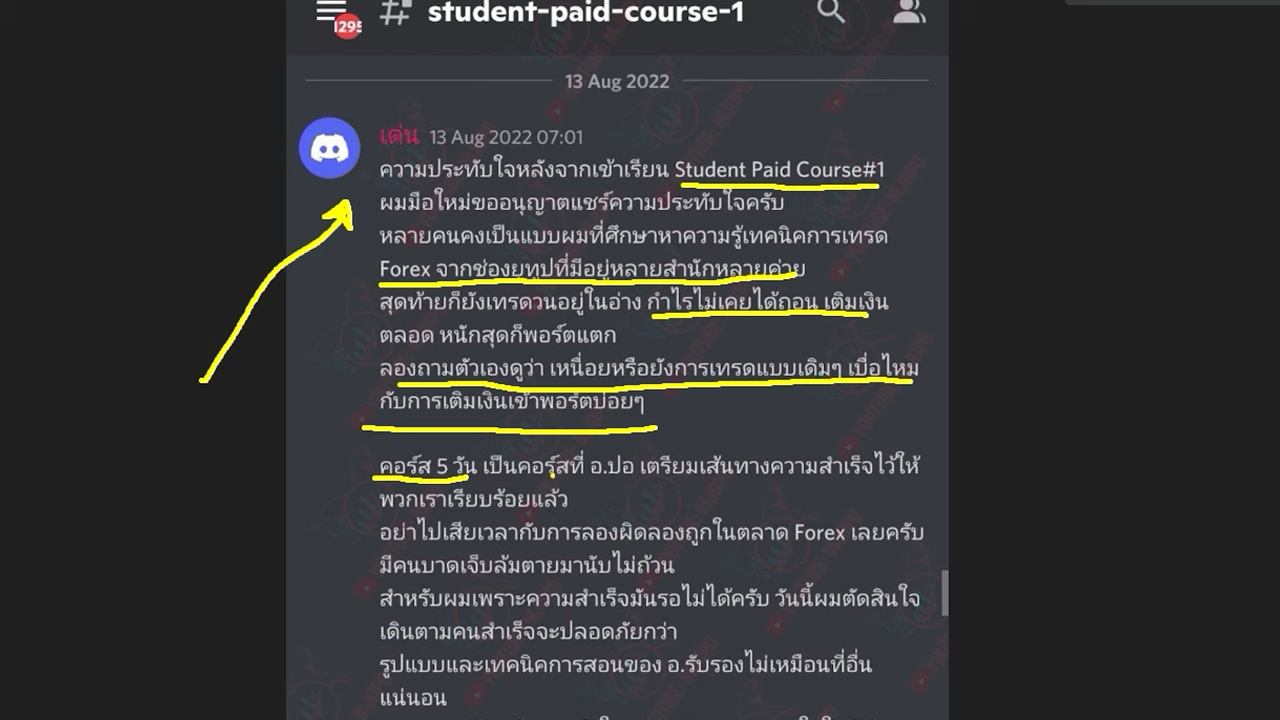 1295
student-paid-course-1
13 Aug 2022
เด่น 13 Aug 2022 07:01
ความประทับใจหลังจากเข้าเรียน Student Paid Course#1
ผมมือใหม่ขออนุญาตแชร์ความประทับใจครับ
หลายคนคงเป็นแบบผมที่ศึกษาหาความรู้เทคนิคการเทรด
Forex จากช่องยูทูปที่มีอยู่หลายสำนักหลายค่าย
สุดท้ายก็ยังเทรดวนอยู่ในอ่าง กำไรไม่เคยได้ถอน เติมเงิน
ตลอด หนักสุดก็พอร์ตแตก
ลองถามตัวเองดูว่า เหนื่อยหรือยังการเทรดแบบเดิมๆ เบื่อไหม
กับการเติมเงินเข้าพอร์ตบ่อยๆ
คอร์ส 5 วัน เป็นคอร์สที่ อ.ปอ เตรียมเส้นทางความสำเร็จไว้ให้
พวกเราเรียบร้อยแล้ว
อย่าไปเสียเวลากับการลองผิดลองถูกในตลาด Forex เลยครับ
มีคนบาดเจ็บล้มตายมานับไม่ถ้วน
สำหรับผมเพราะความสำเร็จมันรอไม่ได้ครับ วันนี้ผมตัดสินใจ
เดินตามคนสำเร็จจะปลอดภัยกว่า
รูปแบบและเทคนิคการสอนของ อ.รับรองไม่เหมือนที่อื่น
แน่นอน